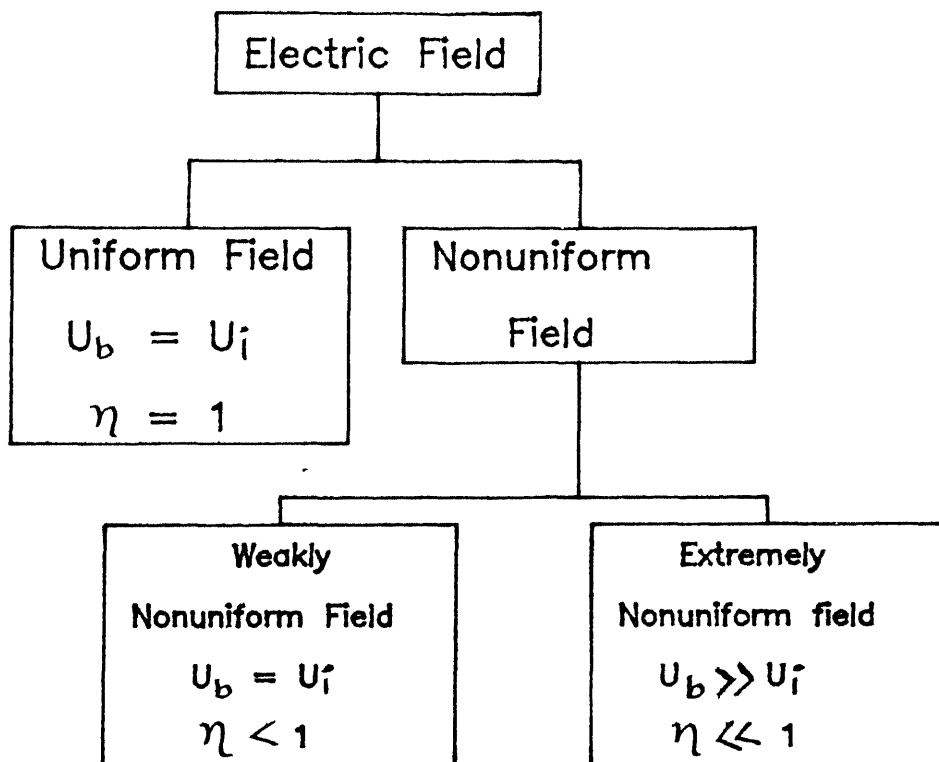 Electric Field
Uniform Field
U_b = U_i
η = 1
Nonuniform
Field
Weakly
Nonuniform Field
U_b = U_i
η < 1
Extremely
Nonuniform field
U_b >> U_i
η << 1